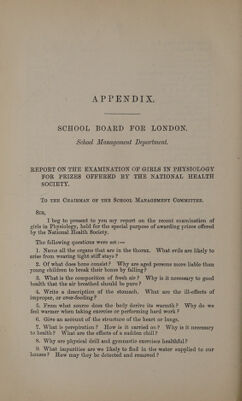 APPENDIX.
SCHOOL BOARD FOR LONDON.
School Management Department.
REPORT ON THE EXAMINATION OF GIRLS IN PHYSIOLOGY
FOR PRIZES OFFERED BY THE NATIONAL HEALTH
SOCIETY.
TO THE CHAIRMAN OF THE SCHOOL MANAGEMENT COMMITTEE.
SIR,
I beg to present to you my report on the recent examination of
girls in Physiology, held for the special purpose of awarding prizes offered
by the National Health Society.
The following questions were set :—
1. Name all the organs that are in the thorax. What evils are likely to
arise from wearing tight stiff stays ?
2. Of what does bone consist ? Why are aged persons more liable than
young children to break their bones by falling ?
3. What is the composition of fresh air ? Why is it necessary to good
health that the air breathed should be pure ?
4. Write a description of the stomach. What are the ill-effects of
improper, or over-feeding ?
5. From what source does the body derive its warmth ? Why do we
feel warmer when taking exercise or performing hard work ?
6. Give an account of the structure of the heart or lungs.
7. What is perspiration ? How is it carried on ? Why is it necessary
to health ? What are the effects of a sudden chill ?
8. Why are physical drill and gymnastic exercises healthful ?
9. What impurities are we likely to find in the water supplied to our
houses ? How may they be detected and removed ?